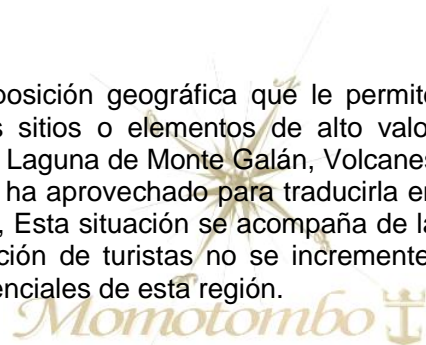 posición geográfica que le permite
s sitios o elementos de alto valo
Laguna de Monte Galán, Volcanes
ha aprovechado para traducirla en
, Esta situación se acompaña de la
ción de turistas no se incremente
enciales de esta región.
Momotombo